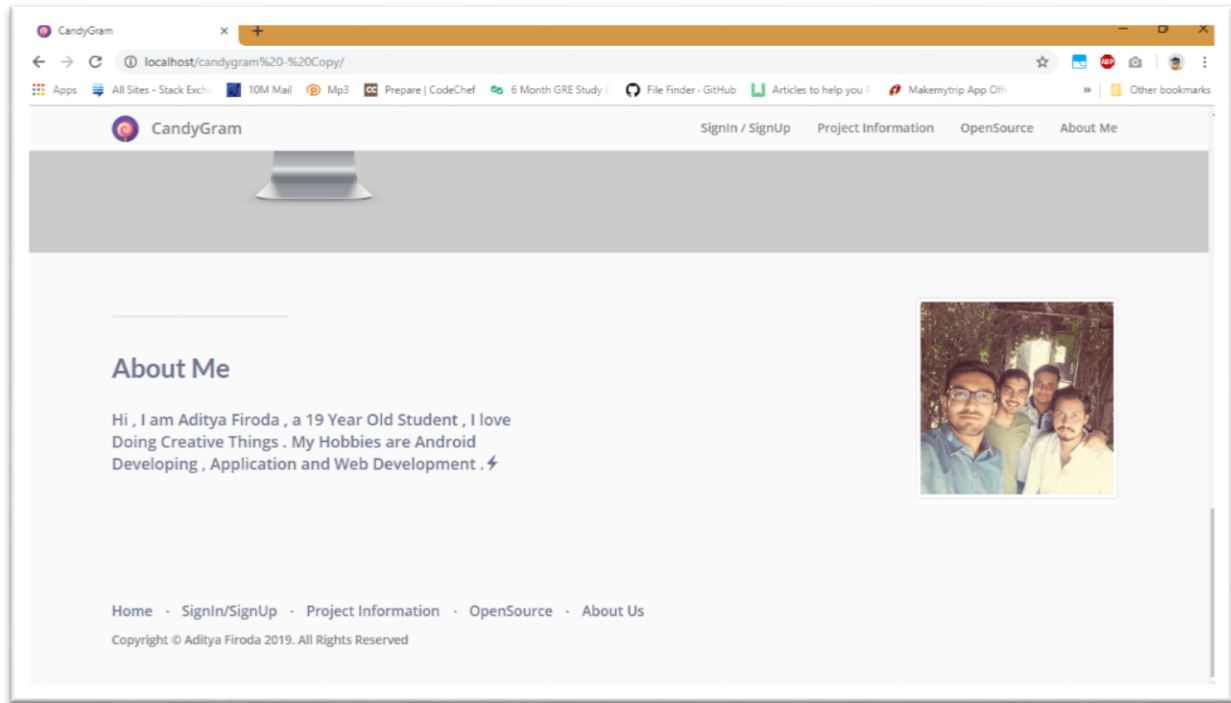 CandyGram
localhost/candygram%20-%20Copy/
Apps All Sites - Stack Excha 10M Mail Mp3 Prepare | CodeChef 6 Month GRE Study File Finder · GitHub Articles to help you Makemytrip App Offi » Other bookmarks
CandyGram SignIn / SignUp Project Information OpenSource About Me
About Me
Hi , I am Aditya Firoda , a 19 Year Old Student , I love
Doing Creative Things . My Hobbies are Android
Developing , Application and Web Development .
Home - SignIn/SignUp - Project Information - OpenSource - About Us
Copyright © Aditya Firoda 2019. All Rights Reserved